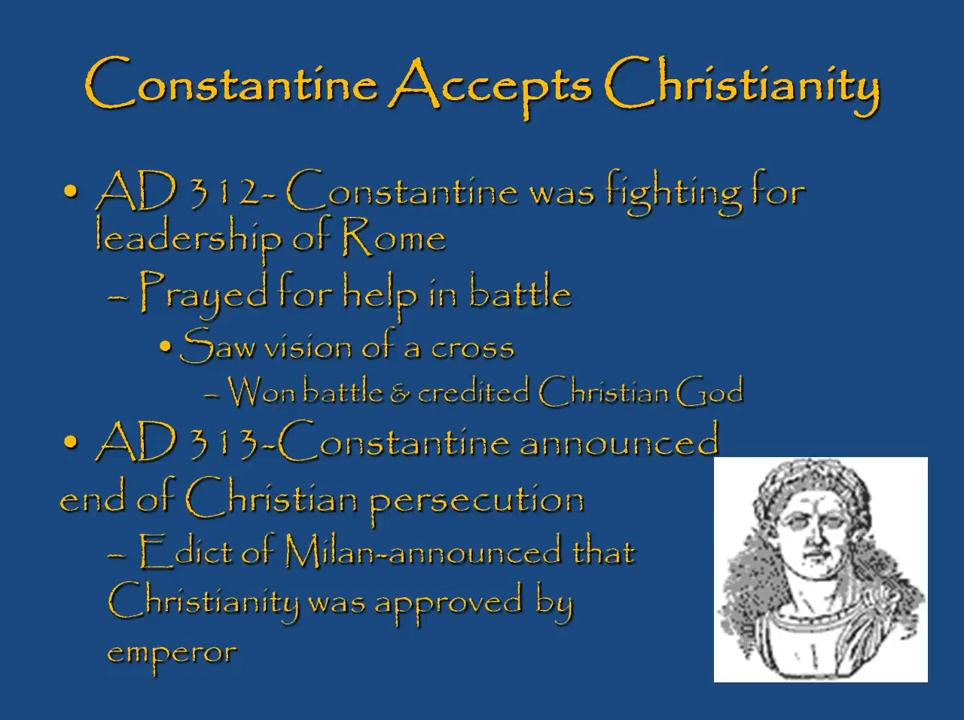 Constantine Accepts Christianity
• AD 312- Constantine was fighting for
leadership of Rome
– Prayed for help in battle
• Saw vision of a cross
– Won battle & credited Christian God
• AD 313-Constantine announced
end of Christian persecution
– Edict of Milan-announced that
Christianity was approved by
emperor